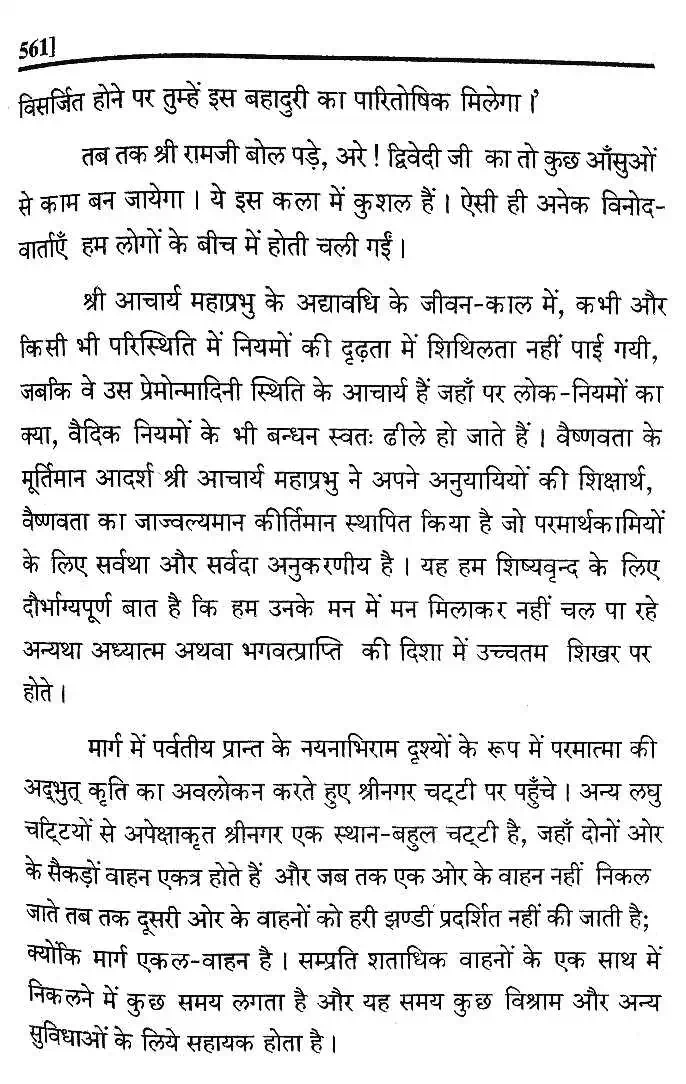 561]
विसर्जित होने पर तुम्हें इस बहादुरी का पारितोषिक मिलेगा ।'
तब तक श्री रामजी बोल पड़े, अरे ! द्विवेदी जी का तो कुछ आँसुओं
से काम बन जायेगा । ये इस कला में कुशल हैं । ऐसी ही अनेक विनोद-
वार्ताएँ हम लोगों के बीच में होती चली गईं ।
श्री आचार्य महाप्रभु के अद्यावधि के जीवन-काल में, कभी और
किसी भी परिस्थिति में नियमों की दृढ़ता में शिथिलता नहीं पाई गयी,
जबकि वे उस प्रेमोन्मादिनी स्थिति के आचार्य हैं जहाँ पर लोक-नियमों का
क्या, वैदिक नियमों के भी बन्धन स्वतः ढीले हो जाते हैं । वैष्णवता के
मूर्तिमान आदर्श श्री आचार्य महाप्रभु ने अपने अनुयायियों की शिक्षार्थ,
वैष्णवता का जाज्वल्यमान कीर्तिमान स्थापित किया है जो परमार्थकामियों
के लिए सर्वथा और सर्वदा अनुकरणीय है । यह हम शिष्यवृन्द के लिए
दौर्भाग्यपूर्ण बात है कि हम उनके मन में मन मिलाकर नहीं चल पा रहे
अन्यथा अध्यात्म अथवा भगवत्प्राप्ति की दिशा में उच्चतम शिखर पर
होते ।
मार्ग में पर्वतीय प्रान्त के नयनाभिराम दृश्यों के रूप में परमात्मा की
अद्भुत् कृति का अवलोकन करते हुए श्रीनगर चट्टी पर पहुँचे । अन्य लघु
चट्टियों से अपेक्षाकृत श्रीनगर एक स्थान-बहुल चट्टी है, जहाँ दोनों ओर
के सैकड़ों वाहन एकत्र होते हैं और जब तक एक ओर के वाहन नहीं निकल
जाते तब तक दूसरी ओर के वाहनों को हरी झण्डी प्रदर्शित नहीं की जाती है;
क्योंकि मार्ग एकल-वाहन है । सम्प्रति शताधिक वाहनों के एक साथ में
निकलने में कुछ समय लगता है और यह समय कुछ विश्राम और अन्य
सुविधाओं के लिये सहायक होता है ।